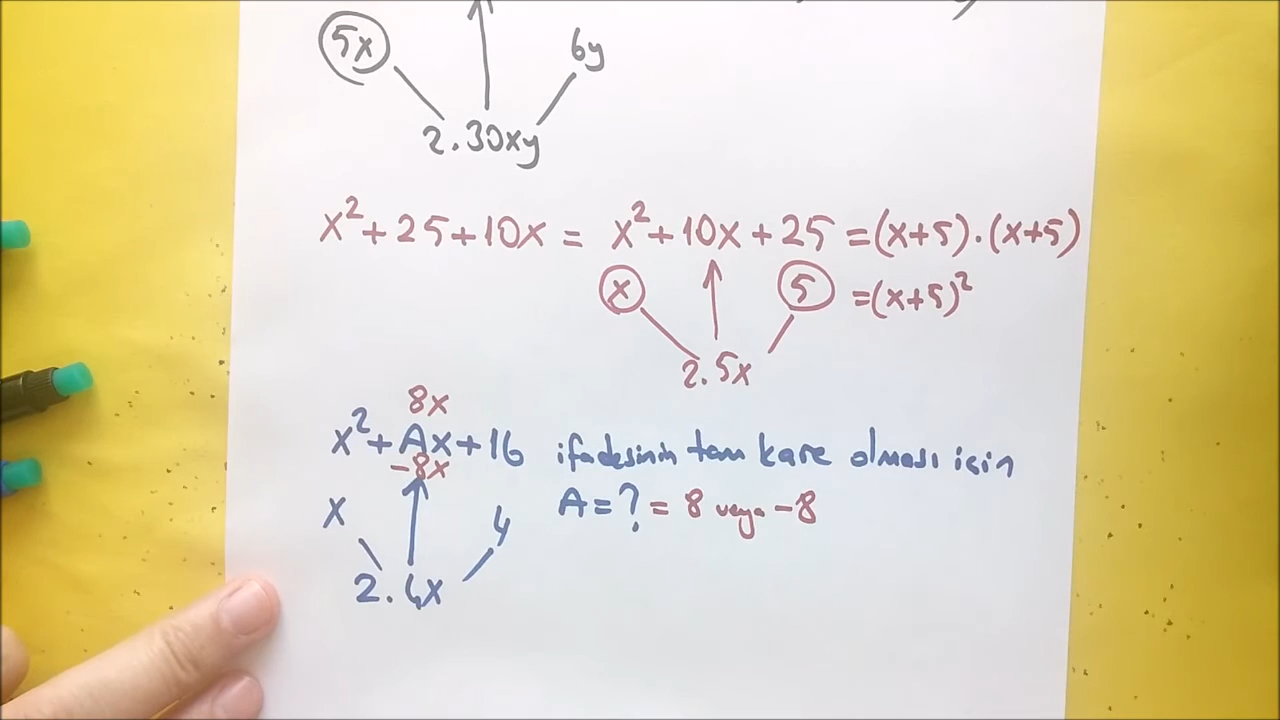 5x 6y
2.30xy
x²+25+10x = x²+10x+25 =(x+5).(x+5)
x 5 =(x+5)²
2.5x
8x
x²+Ax+16 ifadesinin tam kare olması için
-8x
A=?= 8 veya -8
x 4
2.4x